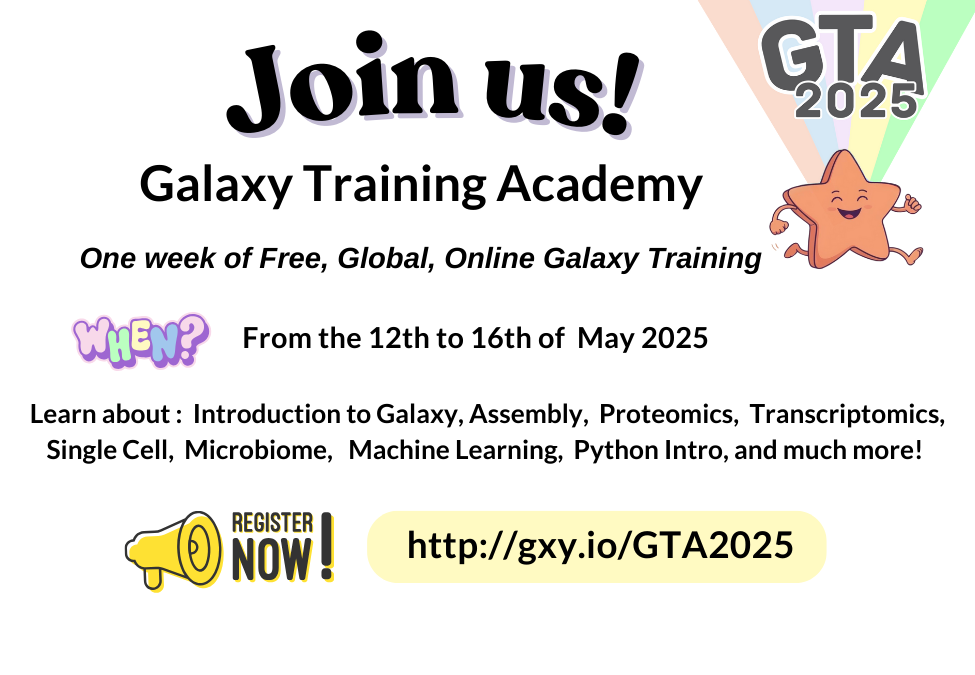 Join us!
GTA
2025
Galaxy Training Academy
One week of Free, Global, Online Galaxy Training
WHEN?
From the 12th to 16th of May 2025
Learn about : Introduction to Galaxy, Assembly, Proteomics, Transcriptomics,
Single Cell, Microbiome, Machine Learning, Python Intro, and much more!
REGISTER
NOW!
http://gxy.io/GTA2025